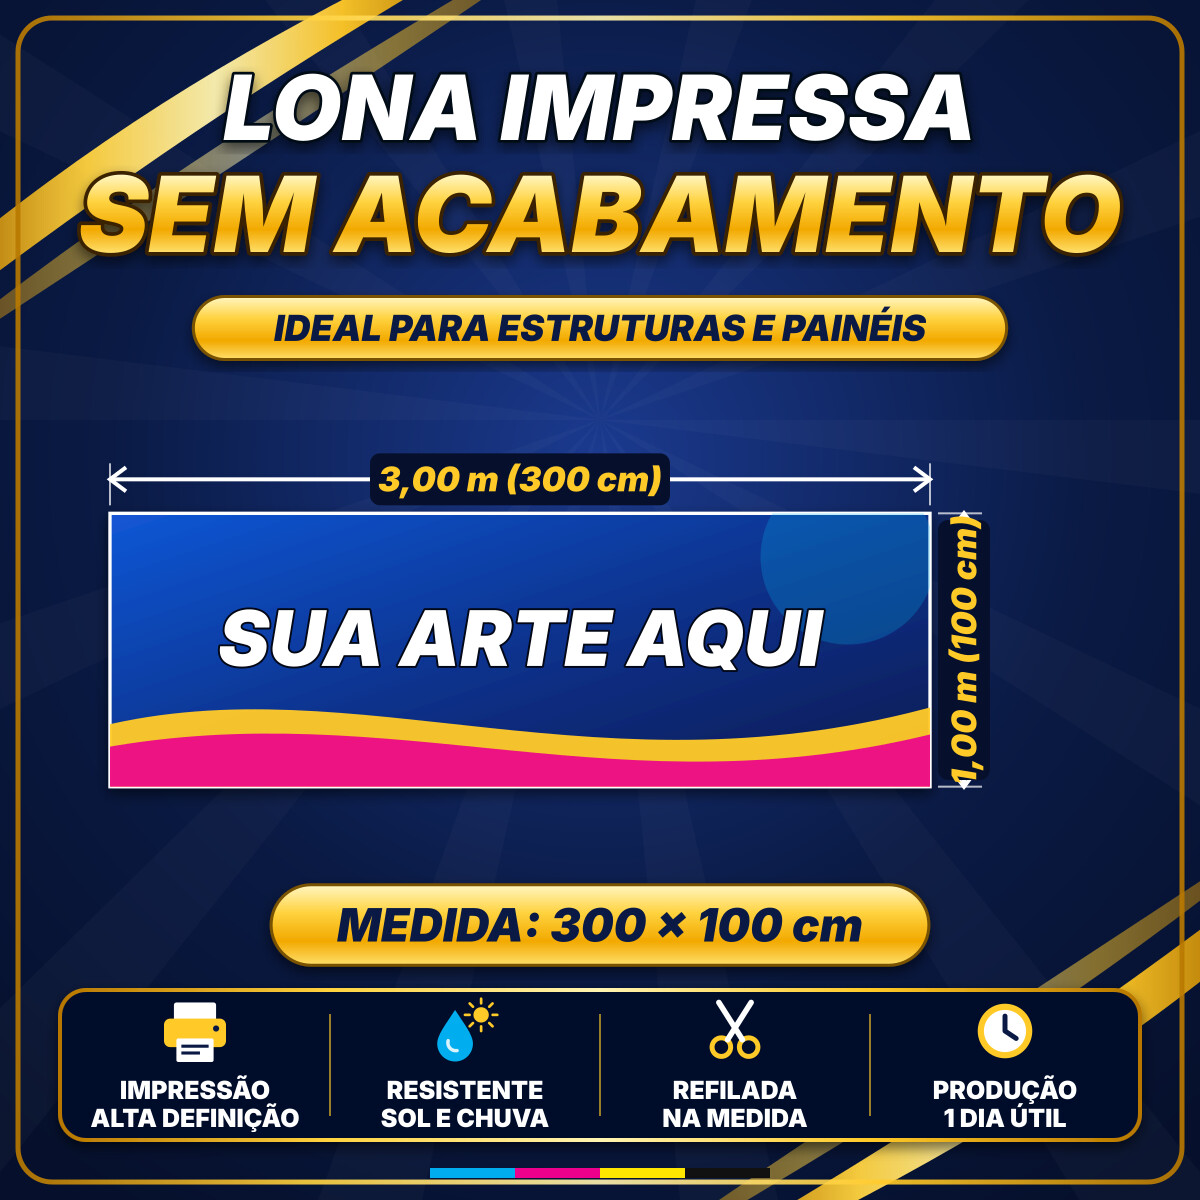 LONA IMPRESSA
SEM ACABAMENTO
IDEAL PARA ESTRUTURAS E PAINÉIS
3,00 m (300 cm)
1,00 m (100 cm)
SUA ARTE AQUI
MEDIDA: 300 × 100 cm
IMPRESSÃO
ALTA DEFINIÇÃO
RESISTENTE
SOL E CHUVA
REFILADA
NA MEDIDA
PRODUÇÃO
1 DIA ÚTIL